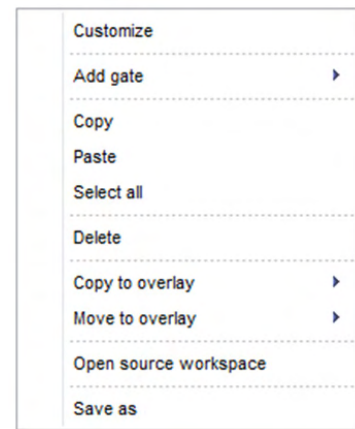 Customize
Add gate
Copy
Paste
Select all
Delete
Copy to overlay
Move to overlay
Open source workspace
Save as